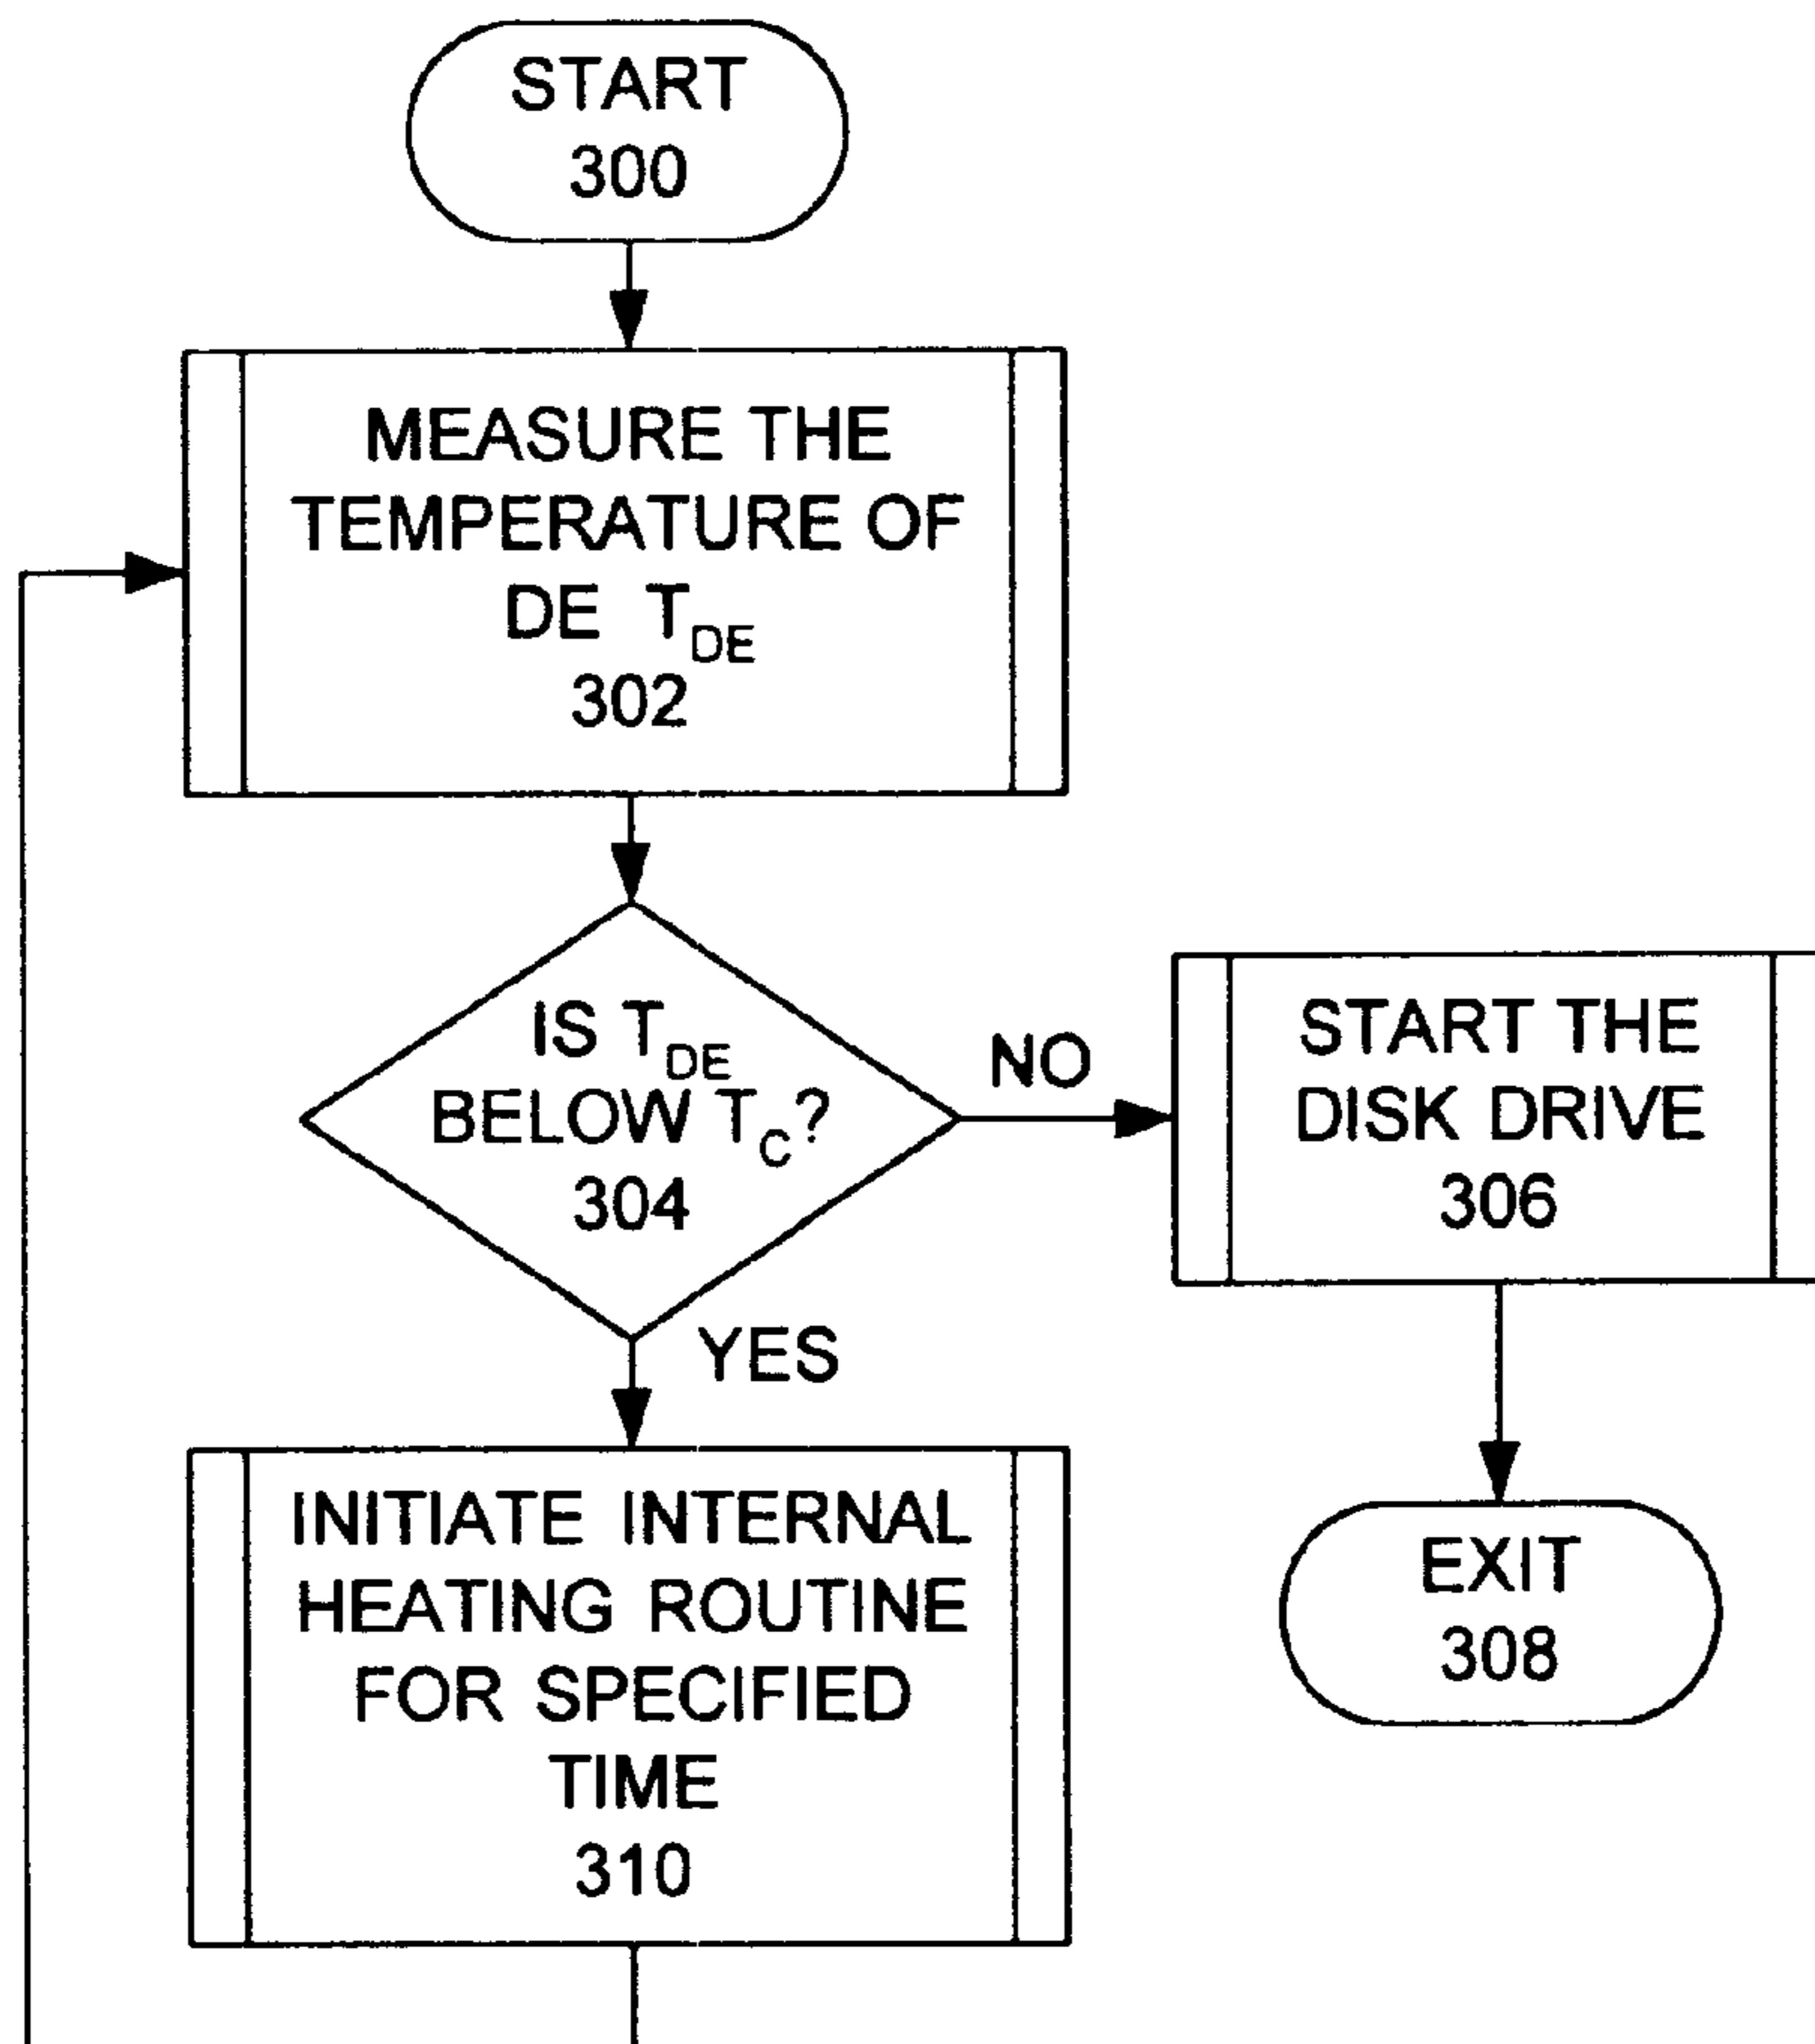 START
300
MEASURE THE
TEMPERATURE OF
DE T_DE
302
IS T_DE
BELOW T_C?
304
NO
START THE
DISK DRIVE
306
YES
INITIATE INTERNAL
HEATING ROUTINE
FOR SPECIFIED
TIME
310
EXIT
308